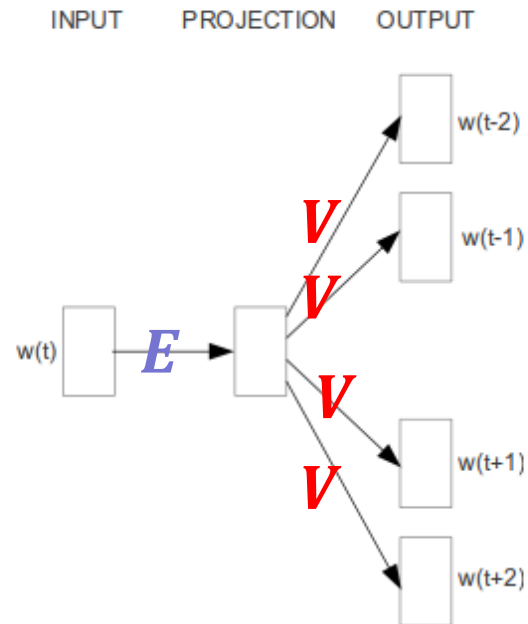 INPUT PROJECTION OUTPUT
w(t-2)
V
w(t-1)
V
w(t)
E
V
w(t+1)
V
w(t+2)